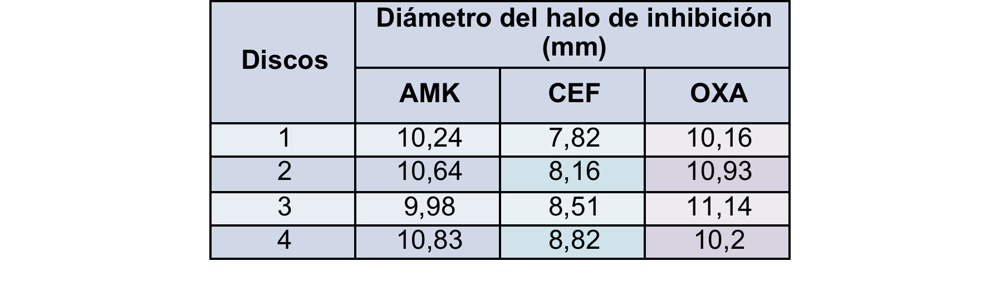 Discos
Diámetro del halo de inhibición
(mm)
AMK CEF OXA
1 10,24 7,82 10,16
2 10,64 8,16 10,93
3 9,98 8,51 11,14
4 10,83 8,82 10,2